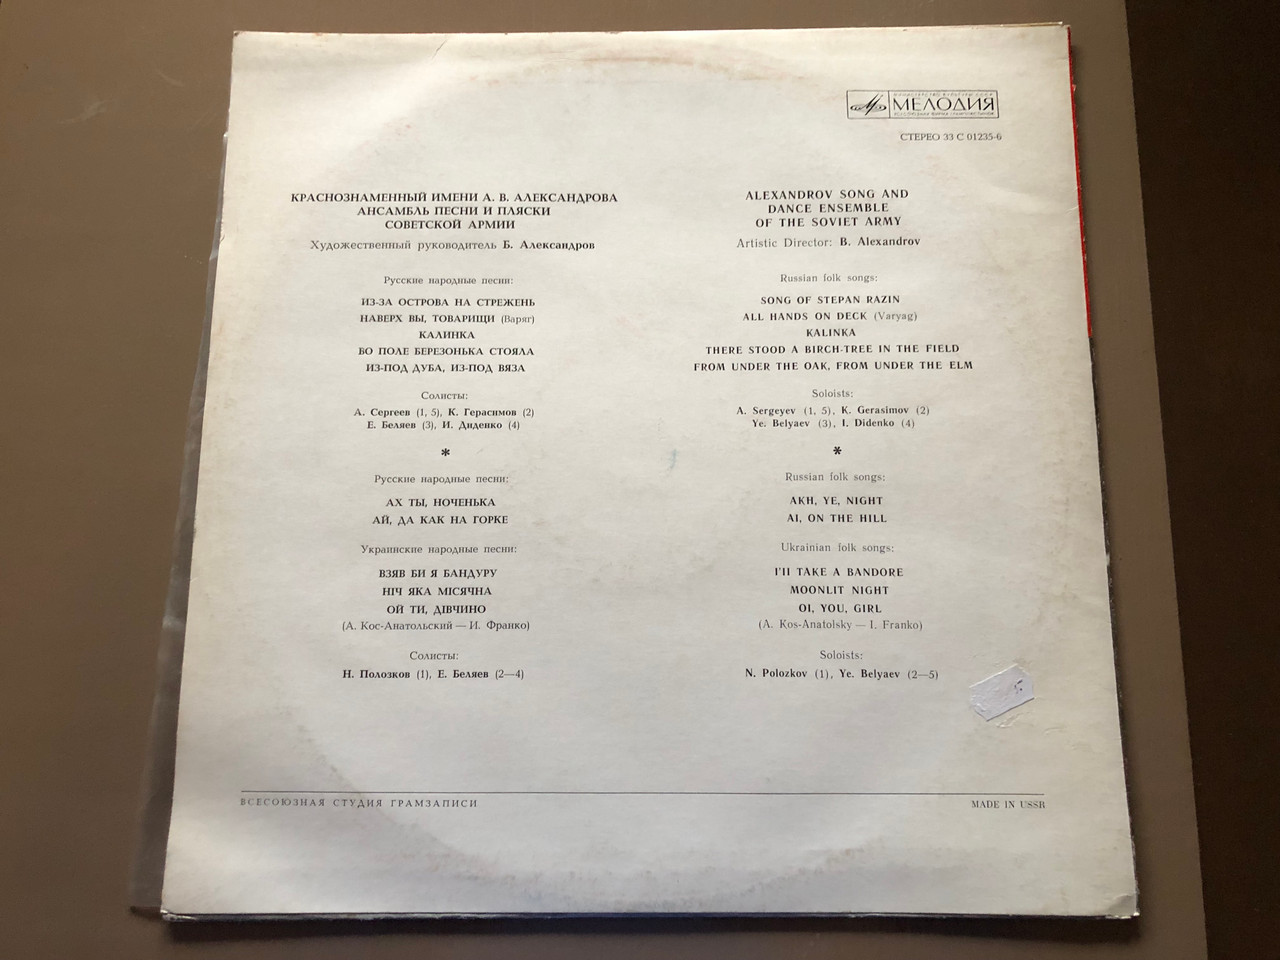 МИНИСТЕРСТВО КУЛЬТУРЫ СССР
МЕЛОДИЯ
ВСЕСОЮЗНАЯ ФИРМА ГРАМПЛАСТИНОК
СТЕРЕО 33 С 01235-6
КРАСНОЗНАМЕННЫЙ ИМЕНИ А. В. АЛЕКСАНДРОВА
АНСАМБЛЬ ПЕСНИ И ПЛЯСКИ
СОВЕТСКОЙ АРМИИ
Художественный руководитель Б. Александров
Русские народные песни:
ИЗ-ЗА ОСТРОВА НА СТРЕЖЕНЬ
НАВЕРХ ВЫ, ТОВАРИЩИ (Варяг)
КАЛИНКА
ВО ПОЛЕ БЕРЕЗОНЬКА СТОЯЛА
ИЗ-ПОД ДУБА, ИЗ-ПОД ВЯЗА
Солисты:
А. Сергеев (1, 5), К. Герасимов (2)
Е. Беляев (3), И. Диденко (4)
*
Русские народные песни:
АХ ТЫ, НОЧЕНЬКА
АЙ, ДА КАК НА ГОРКЕ
Украинские народные песни:
ВЗЯВ БИ Я БАНДУРУ
НІЧ ЯКА МІСЯЧНА
ОЙ ТИ, ДІВЧИНО
(А. Кос-Анатольский — И. Франко)
Солисты:
Н. Полозков (1), Е. Беляев (2—4)
ALEXANDROV SONG AND
DANCE ENSEMBLE
OF THE SOVIET ARMY
Artistic Director: B. Alexandrov
Russian folk songs:
SONG OF STEPAN RAZIN
ALL HANDS ON DECK (Varyag)
KALINKA
THERE STOOD A BIRCH-TREE IN THE FIELD
FROM UNDER THE OAK, FROM UNDER THE ELM
Soloists:
A. Sergeyev (1, 5), K. Gerasimov (2)
Ye. Belyaev (3), I. Didenko (4)
*
Russian folk songs:
AKH, YE, NIGHT
AI, ON THE HILL
Ukrainian folk songs:
I'll TAKE A BANDORE
MOONLIT NIGHT
OI, YOU, GIRL
(A. Kos-Anatolsky — I. Franko)
Soloists:
N. Polozkov (1), Ye. Belyaev (2—5)
ВСЕСОЮЗНАЯ СТУДИЯ ГРАМЗАПИСИ
MADE IN USSR